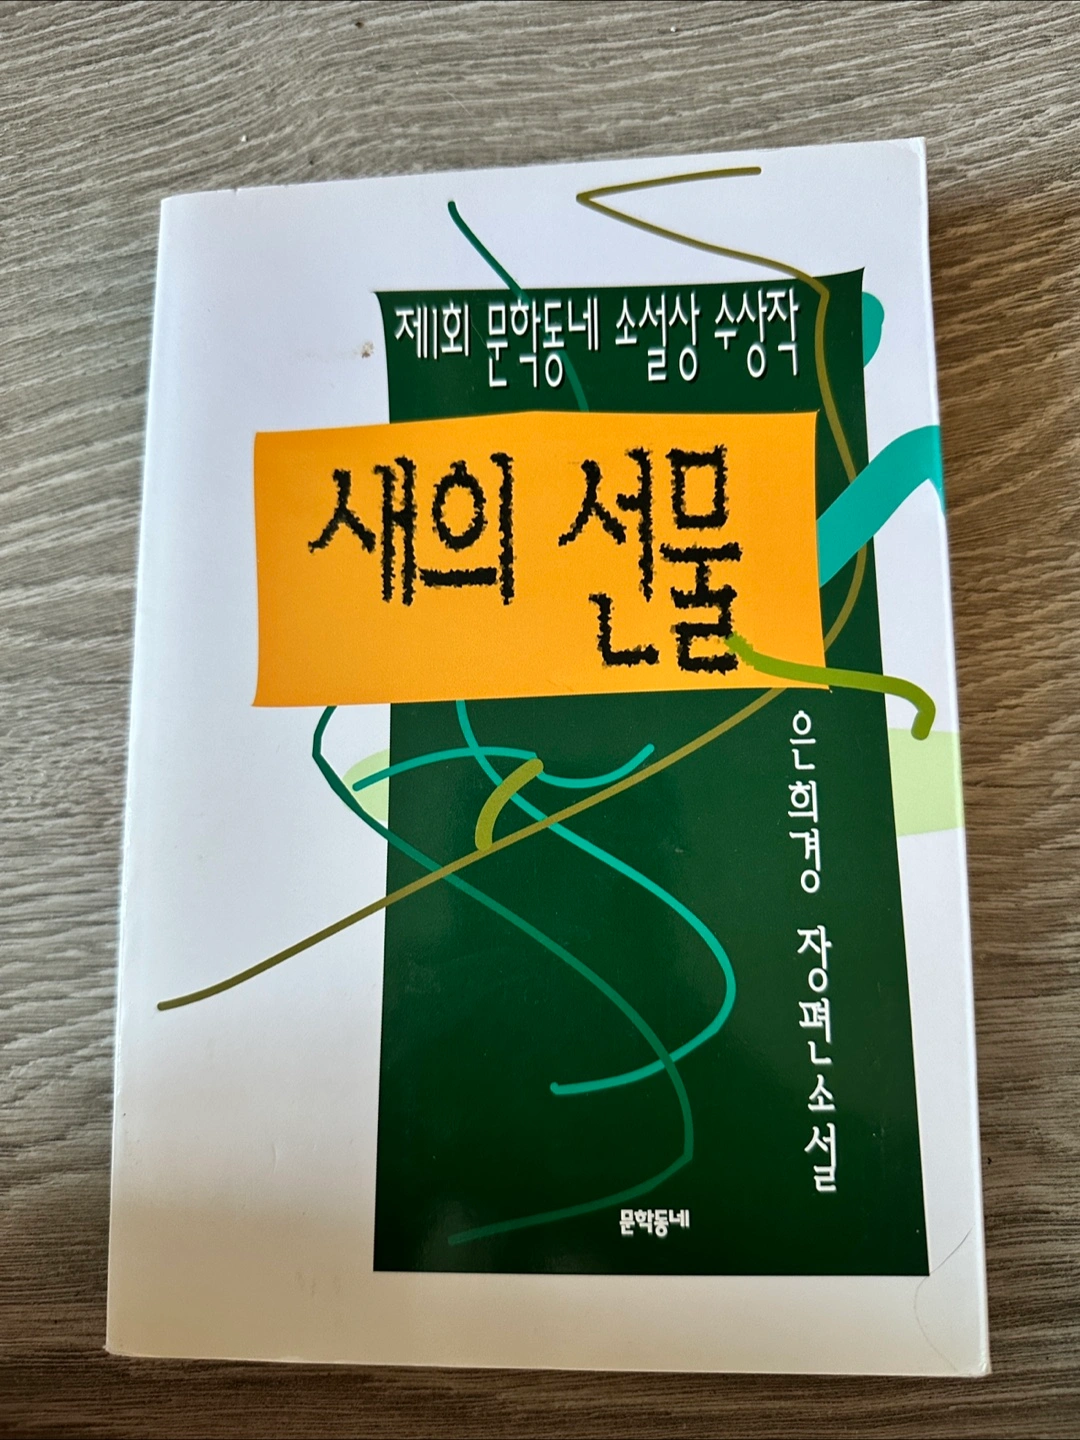 제1회 문학동네 소설상 수상작
새의 선물
은희경 장편소설
문학동네